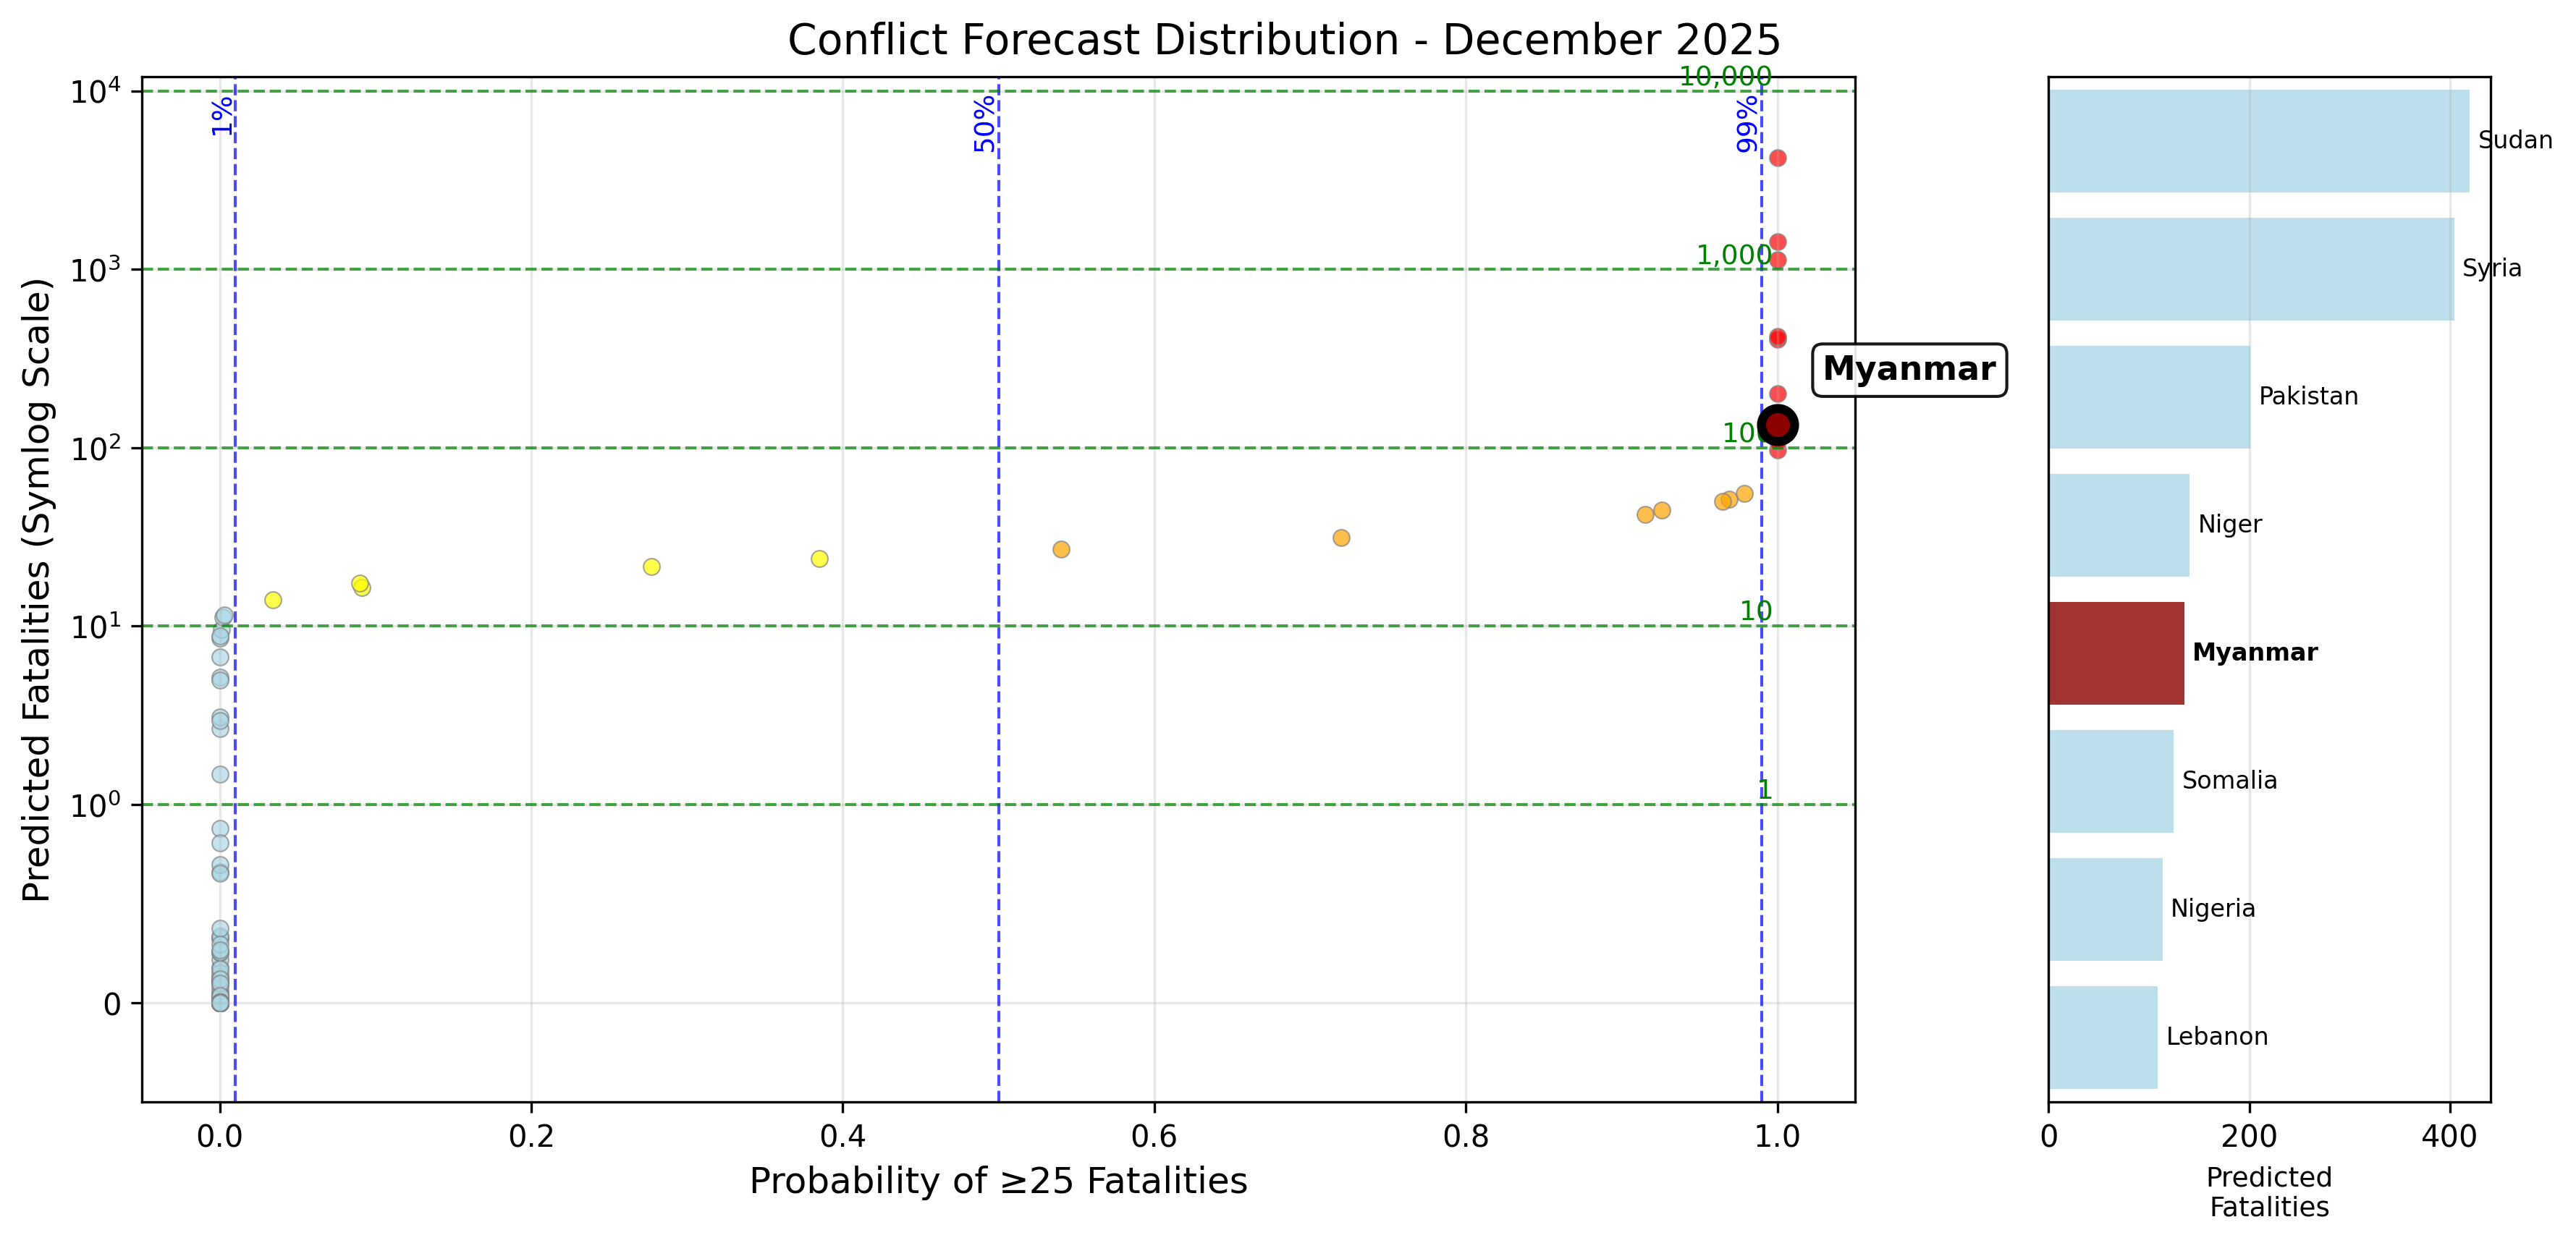 Conflict Forecast Distribution - December 2025
Predicted Fatalities (Symlog Scale)
10⁴
10³
10²
10¹
10⁰
0
1%
50%
99%
10,000
1,000
100
10
1
Myanmar
0.0
0.2
0.4
0.6
0.8
1.0
Probability of ≥25 Fatalities
Sudan
Syria
Pakistan
Niger
Myanmar
Somalia
Nigeria
Lebanon
0
200
400
Predicted
Fatalities